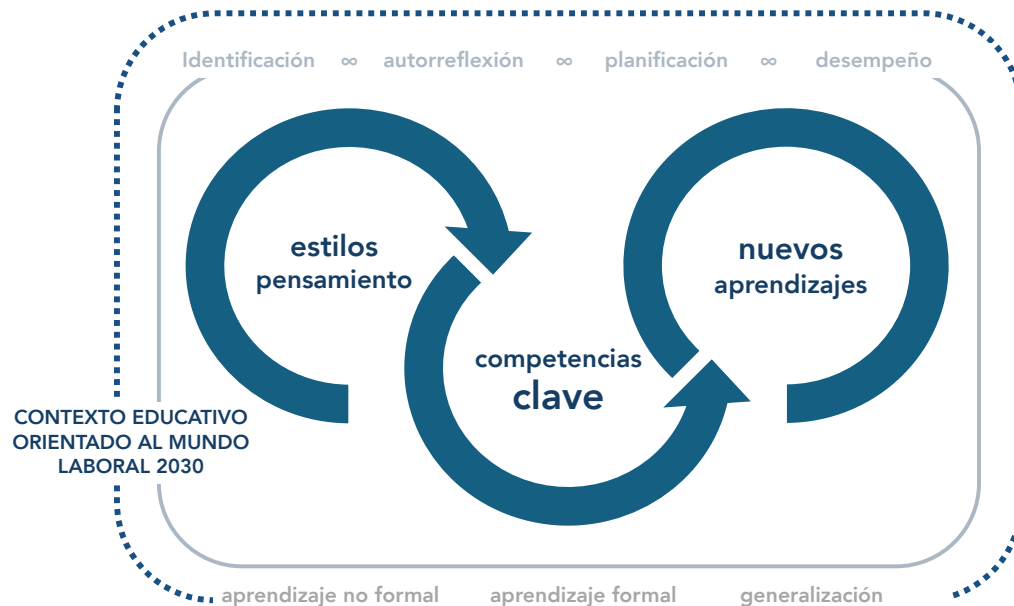 Identificación ∞ autorreflexión ∞ planificación ∞ desempeño
estilos
pensamiento
nuevos
aprendizajes
competencias
clave
CONTEXTO EDUCATIVO
ORIENTADO AL MUNDO
LABORAL 2030
aprendizaje no formal aprendizaje formal generalización